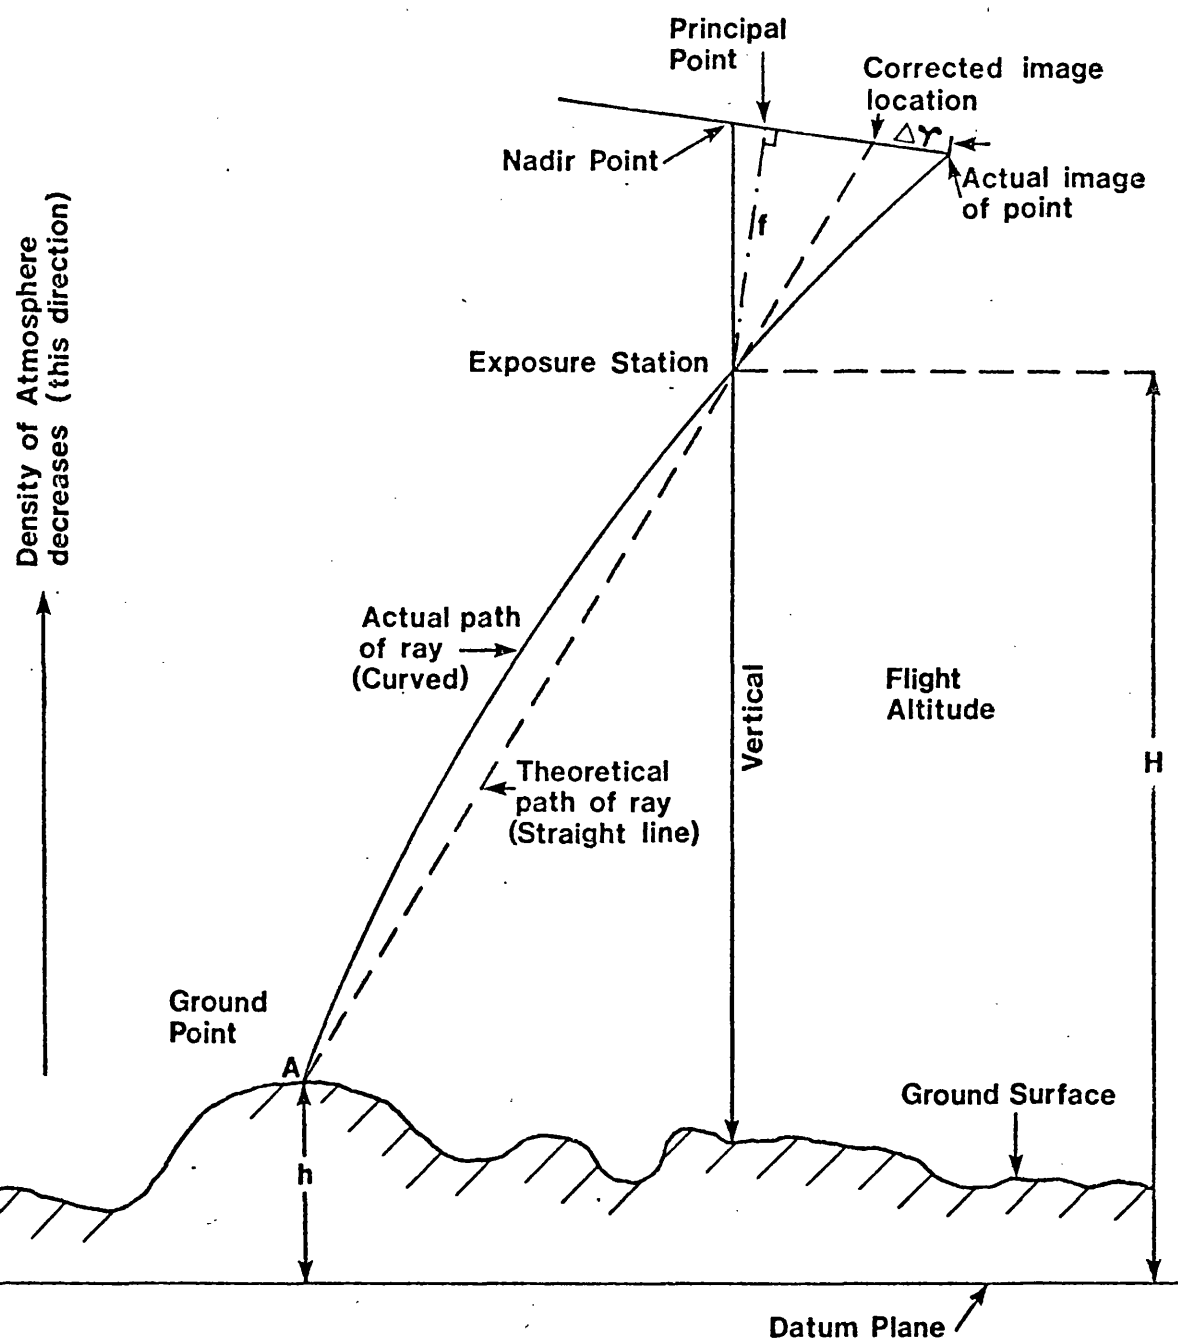 Principal
Point
Corrected image
location
Δr
Nadir Point
Actual image
of point
f
Density of Atmosphere
decreases (this direction)
Exposure Station
Actual path
of ray
(Curved)
Vertical
Flight
Altitude
H
Theoretical
path of ray
(Straight line)
Ground
Point
A
Ground Surface
h
Datum Plane